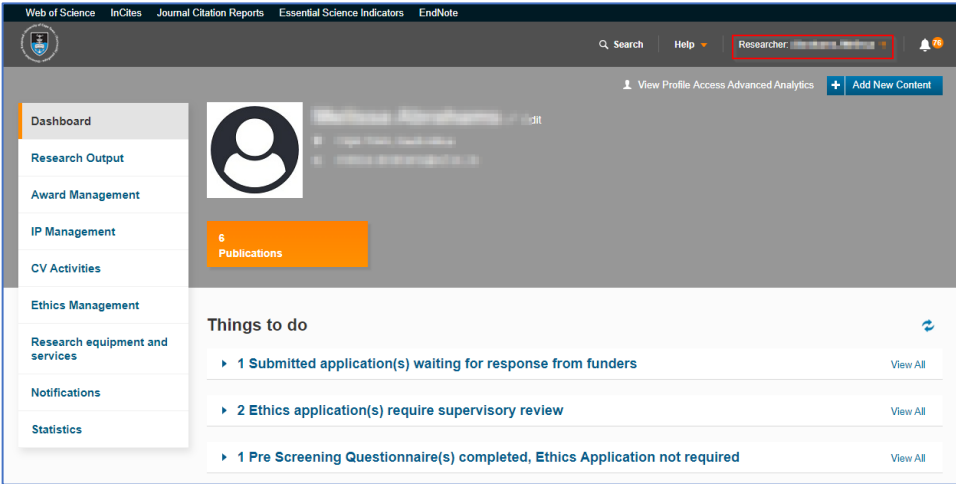 Web of Science InCites Journal Citation Reports Essential Science Indicators EndNote
Search Help Researcher: 76
View Profile Access Advanced Analytics + Add New Content
Dashboard
Research Output
Award Management
IP Management
CV Activities
Ethics Management
Research equipment and
services
Notifications
Statistics
6
Publications
Things to do
1 Submitted application(s) waiting for response from funders View All
2 Ethics application(s) require supervisory review View All
1 Pre Screening Questionnaire(s) completed, Ethics Application not required View All